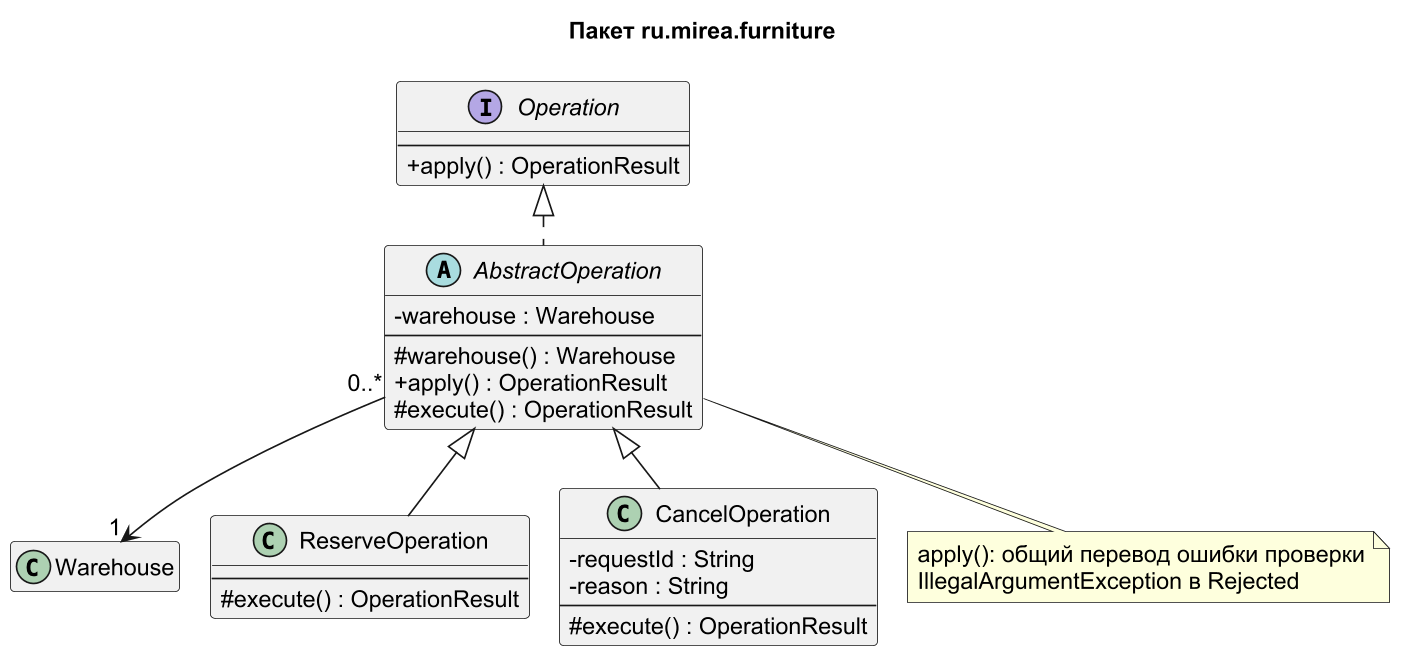 Пакет ru.mirea.furniture
I Operation
+apply() : OperationResult
A AbstractOperation
-warehouse : Warehouse
#warehouse() : Warehouse
+apply() : OperationResult
#execute() : OperationResult
0..*
1
C Warehouse
C ReserveOperation
#execute() : OperationResult
C CancelOperation
-requestId : String
-reason : String
#execute() : OperationResult
apply(): общий перевод ошибки проверки
IllegalArgumentException в Rejected